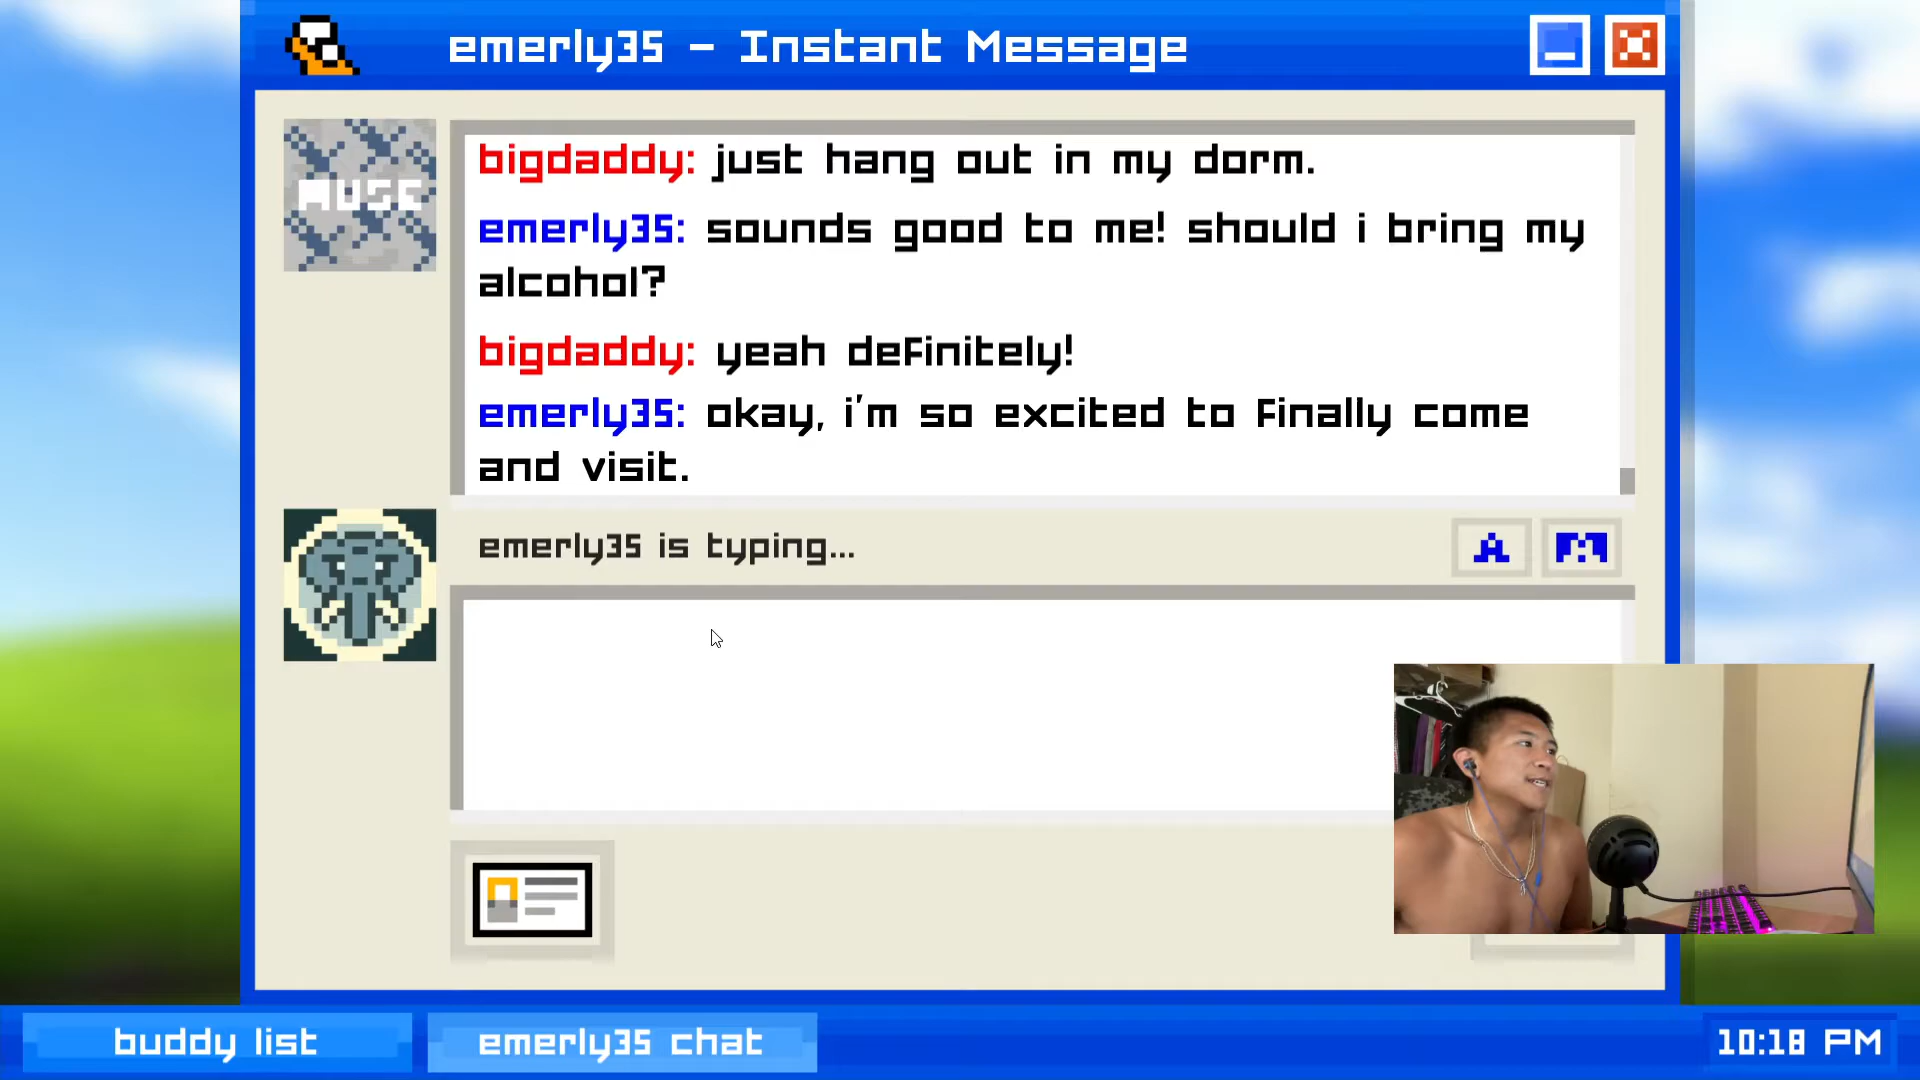 emerly35 - Instant Message
MUSE
bigdaddy: just hang out in my dorm.
emerly35: sounds good to me! should i bring my
alcohol?
bigdaddy: yeah definitely!
emerly35: okay, i'm so excited to finally come
and visit.
emerly35 is typing...
A
buddy list
emerly35 chat
10:18 PM